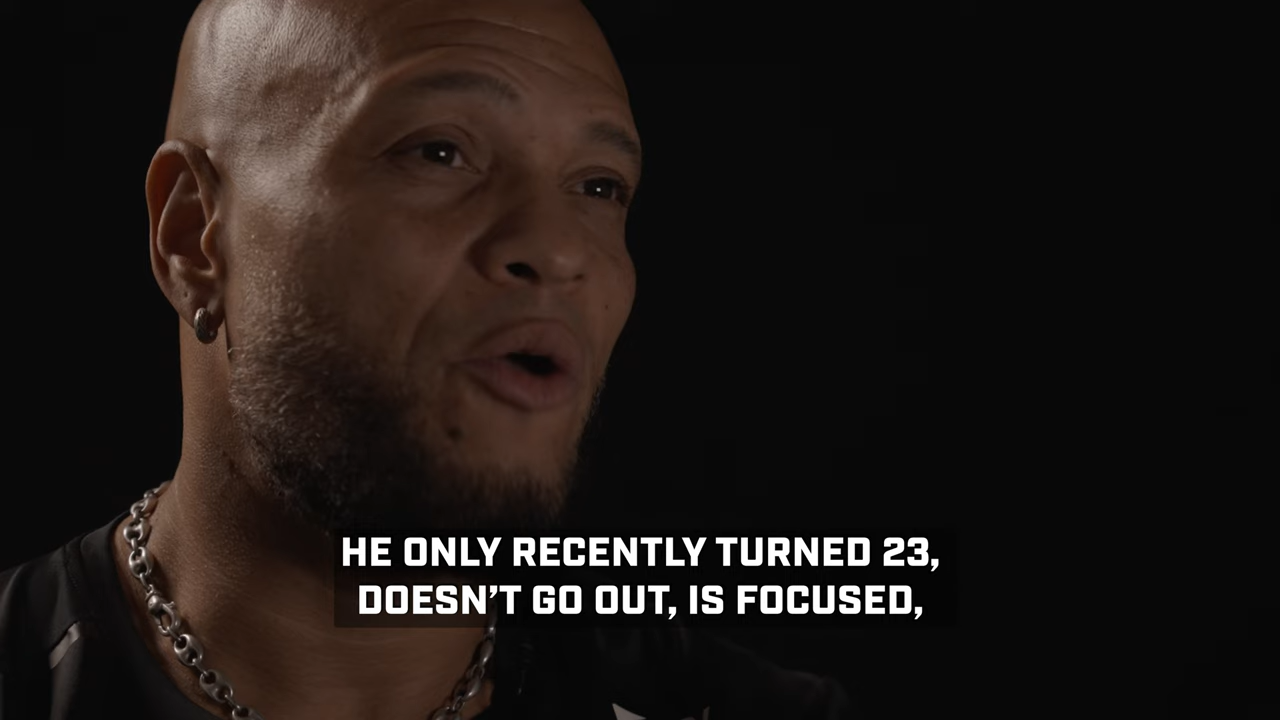 HE ONLY RECENTLY TURNED 23,
DOESN’T GO OUT, IS FOCUSED,